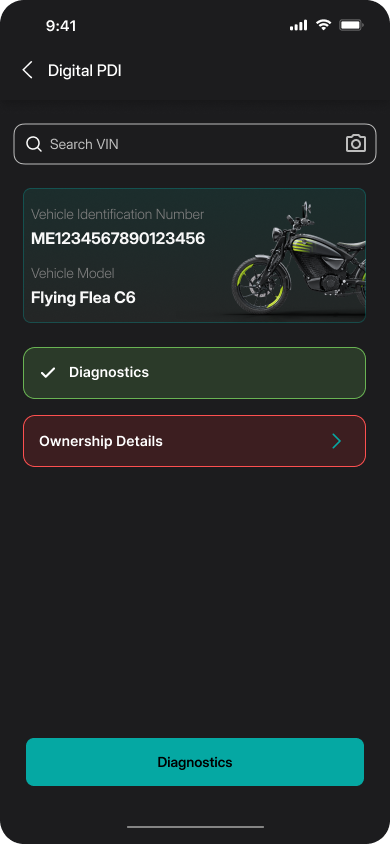 9:41
Digital PDI
Search VIN
Vehicle Identification Number
ME1234567890123456
Vehicle Model
Flying Flea C6
Diagnostics
Ownership Details
Diagnostics